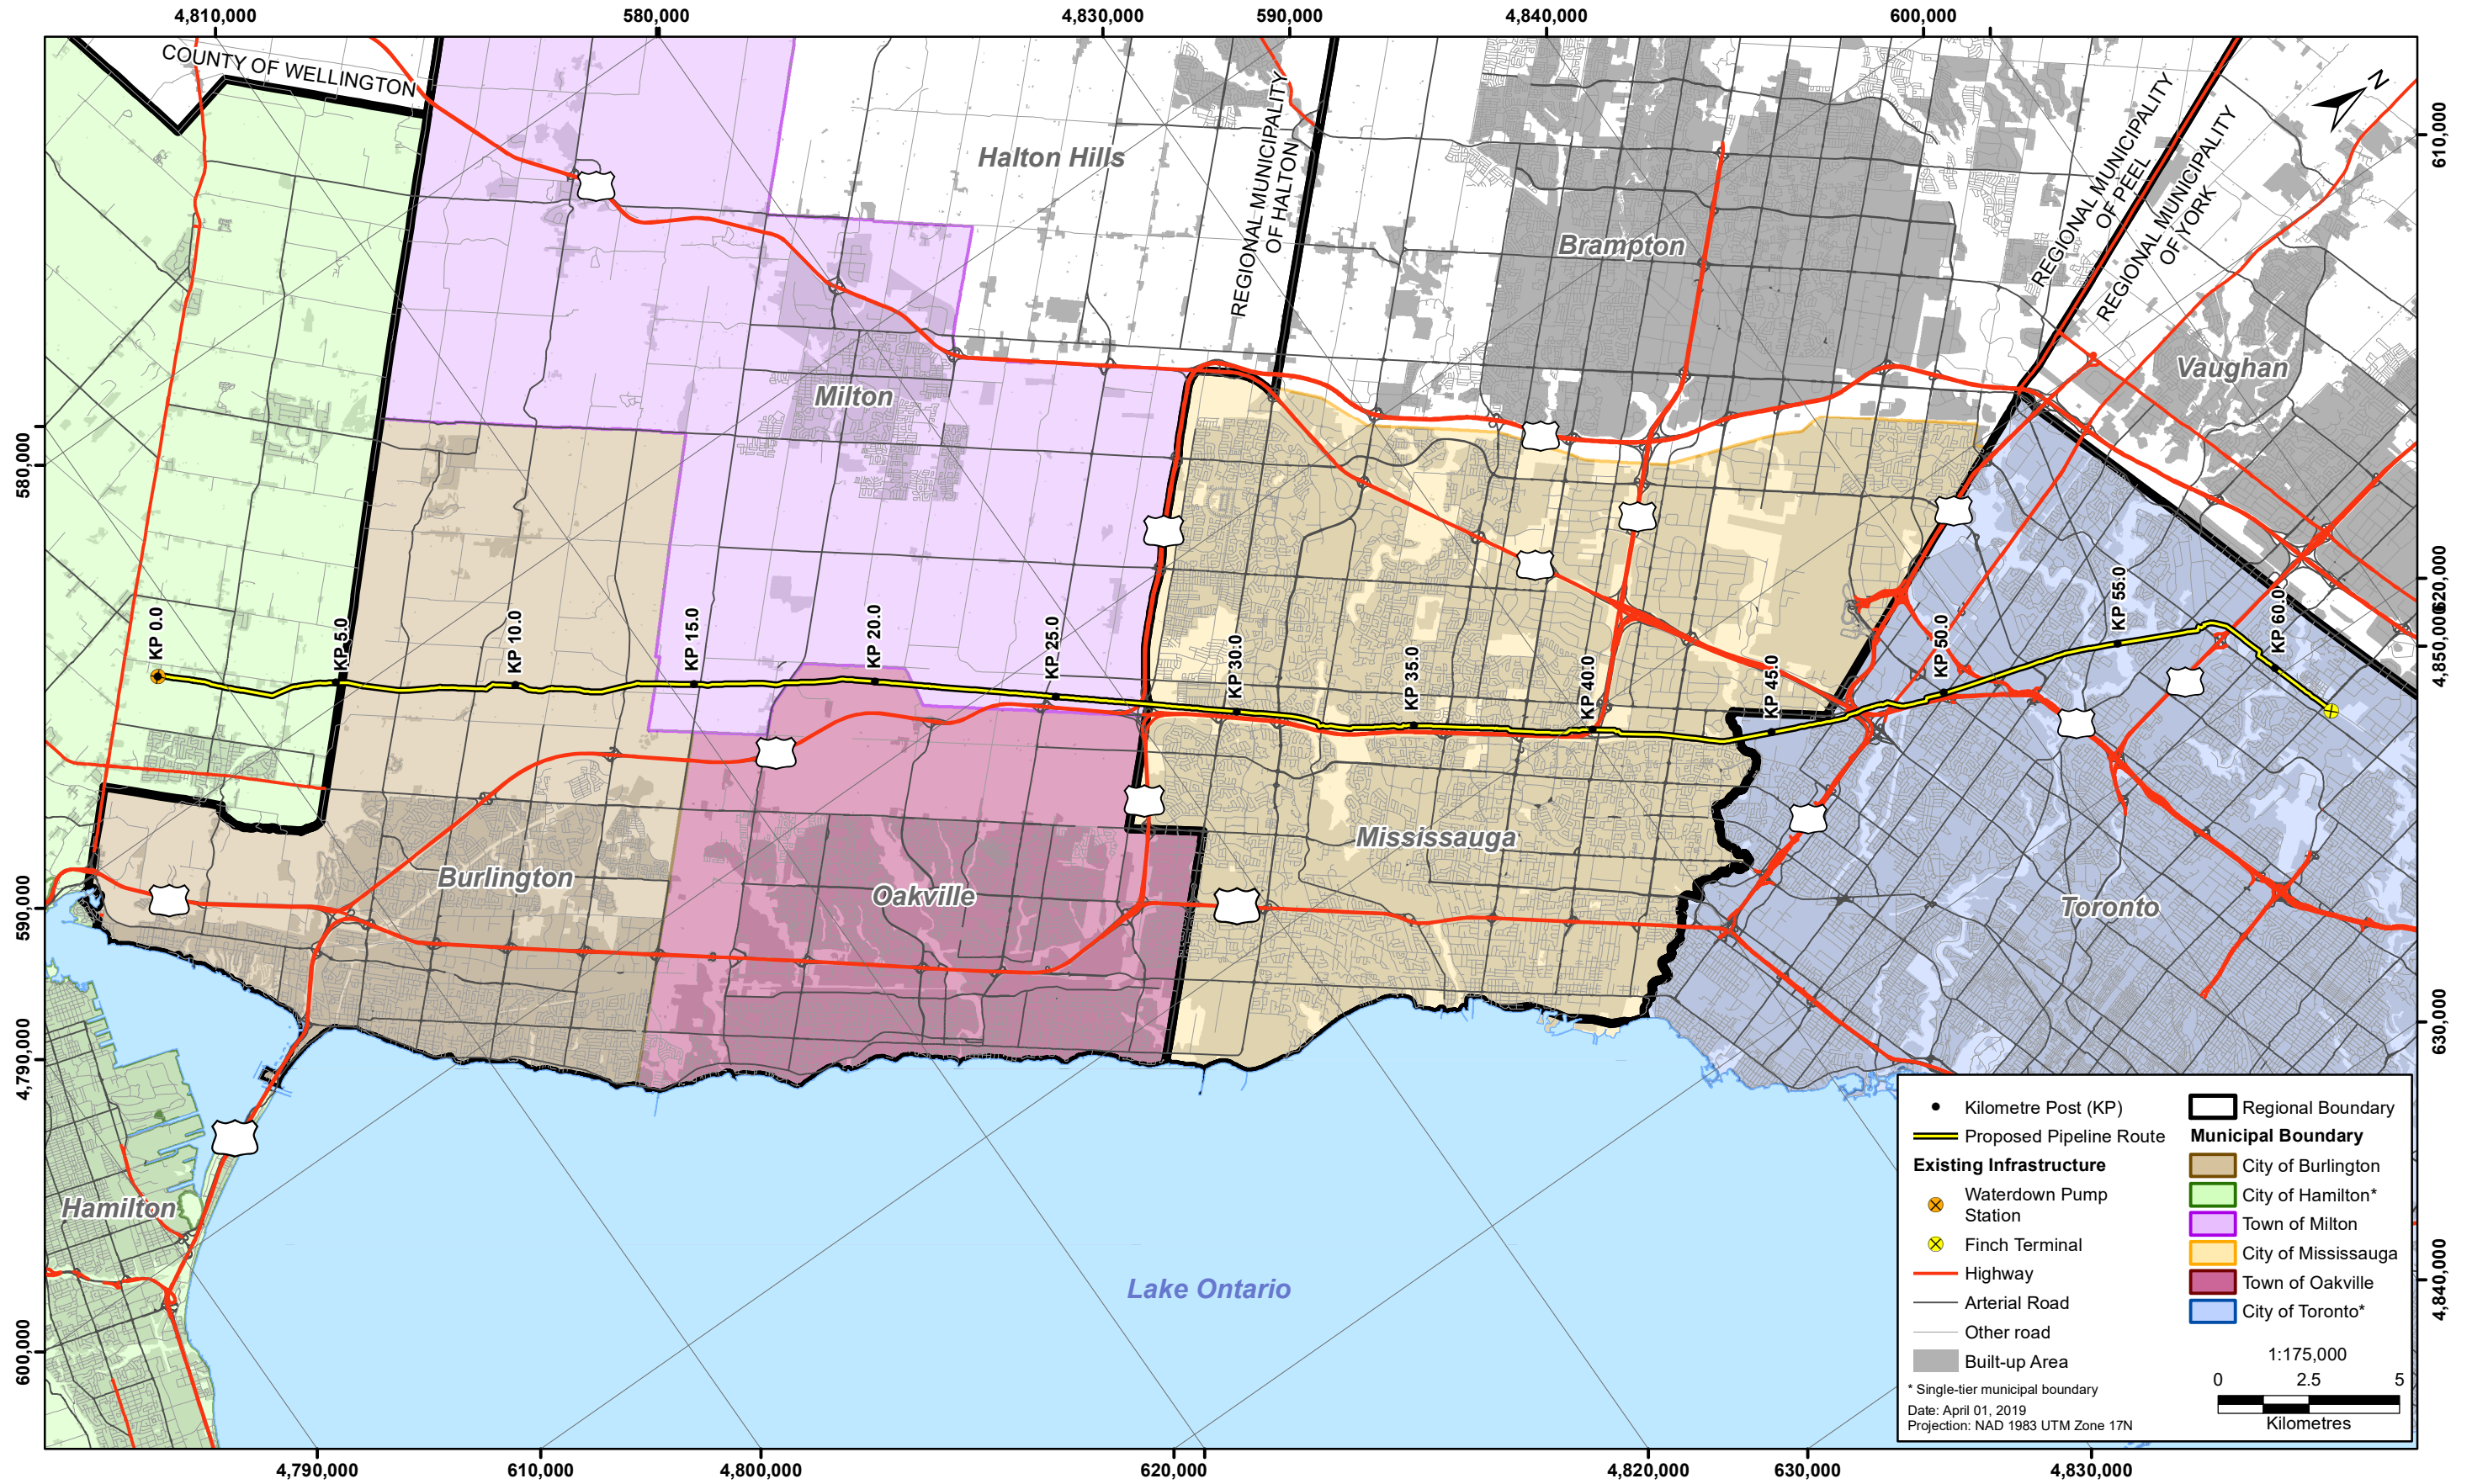 4,810,000
580,000
4,830,000
590,000
4,840,000
600,000
COUNTY OF WELLINGTON
N
Halton Hills
REGIONAL MUNICIPALITY
OF HALTON
Brampton
REGIONAL MUNICIPALITY
OF PEEL
REGIONAL MUNICIPALITY
OF YORK
Vaughan
610,000
Milton
580,000
620,000
4,850,000
KP 0.0
KP 5.0
KP 10.0
KP 15.0
KP 20.0
KP 25.0
KP 30.0
KP 35.0
KP 40.0
KP 45.0
KP 50.0
KP 55.0
KP 60.0
Mississauga
Burlington
Oakville
Toronto
590,000
630,000
4,790,000
Hamilton
Lake Ontario
4,840,000
600,000
Kilometre Post (KP)
Proposed Pipeline Route
Existing Infrastructure
Waterdown Pump
Station
Finch Terminal
Highway
Arterial Road
Other road
Built-up Area
* Single-tier municipal boundary
Date: April 01, 2019
Projection: NAD 1983 UTM Zone 17N
Regional Boundary
Municipal Boundary
City of Burlington
City of Hamilton*
Town of Milton
City of Mississauga
Town of Oakville
City of Toronto*
1:175,000
0 2.5 5
Kilometres
4,790,000
610,000
4,800,000
620,000
4,820,000
630,000
4,830,000